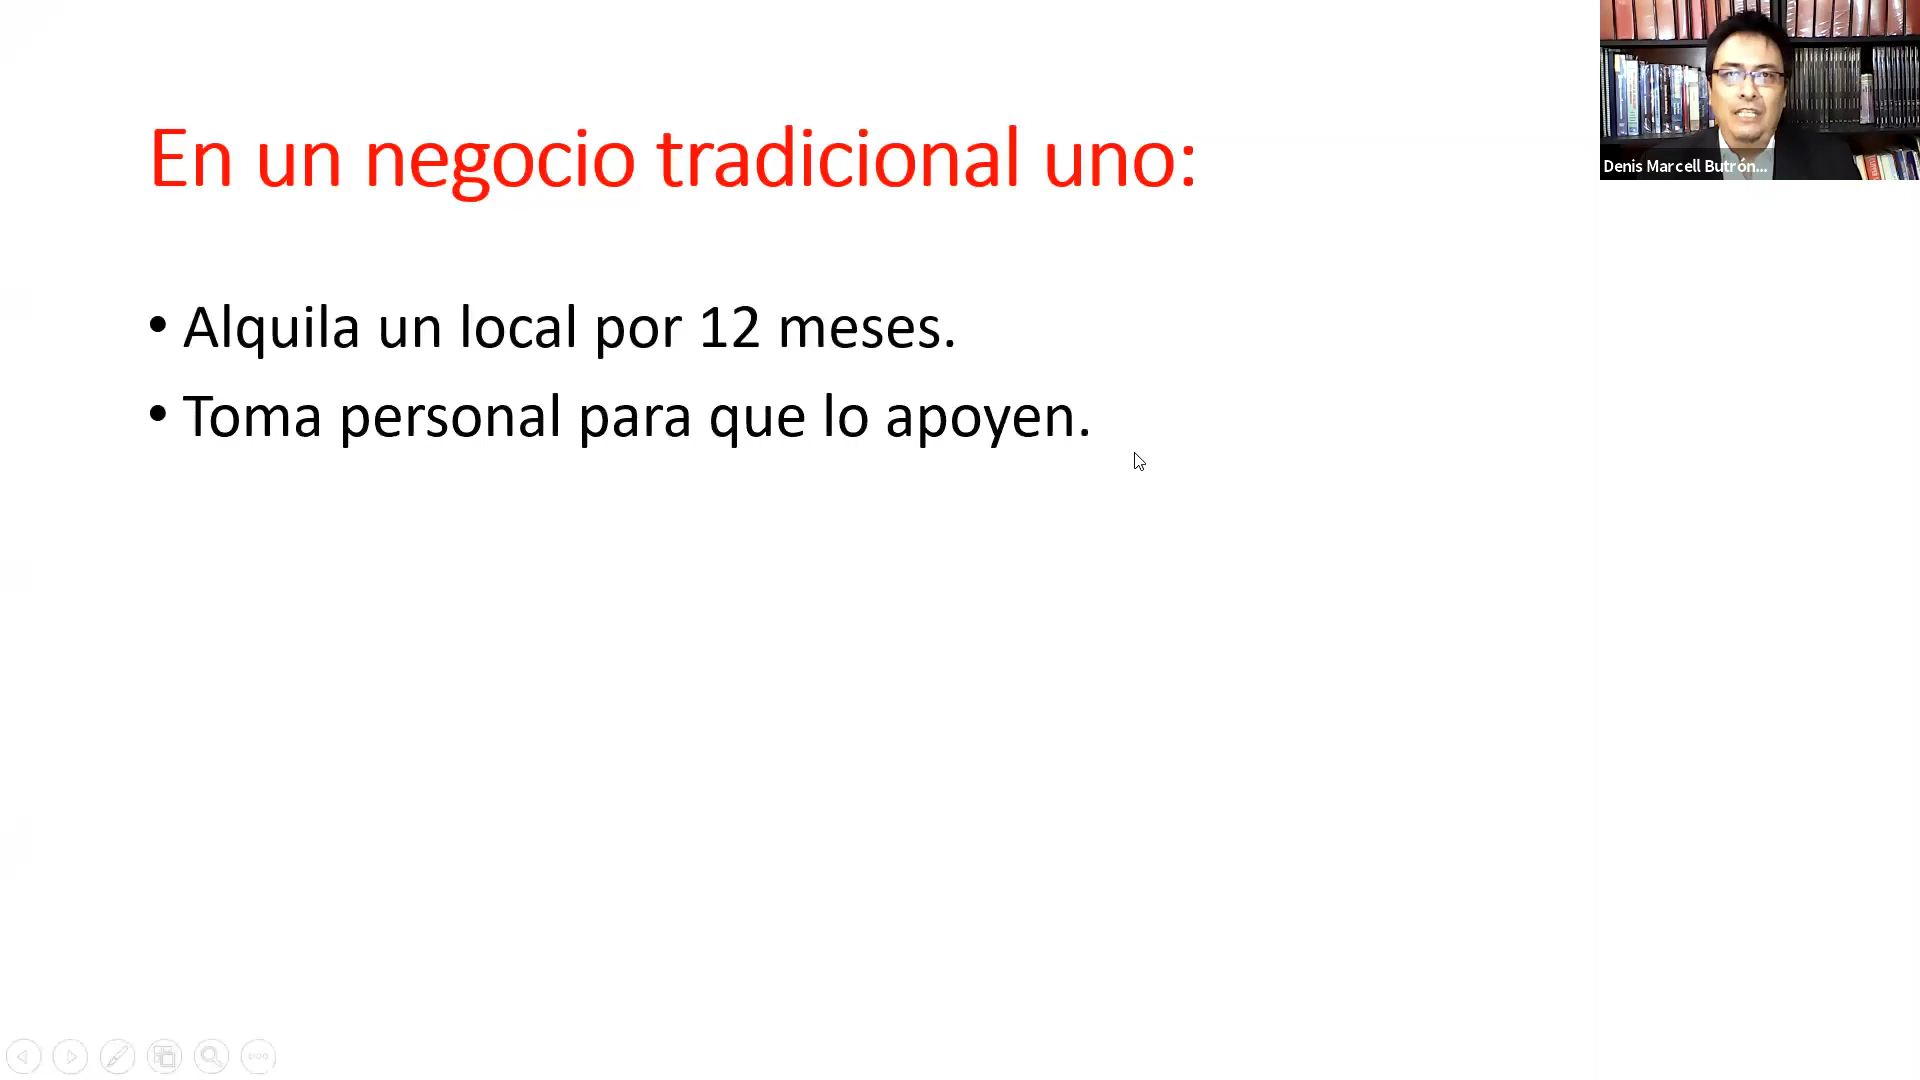 En un negocio tradicional uno:
• Alquila un local por 12 meses.
• Toma personal para que lo apoyen.
Denis Marcell Butrón...